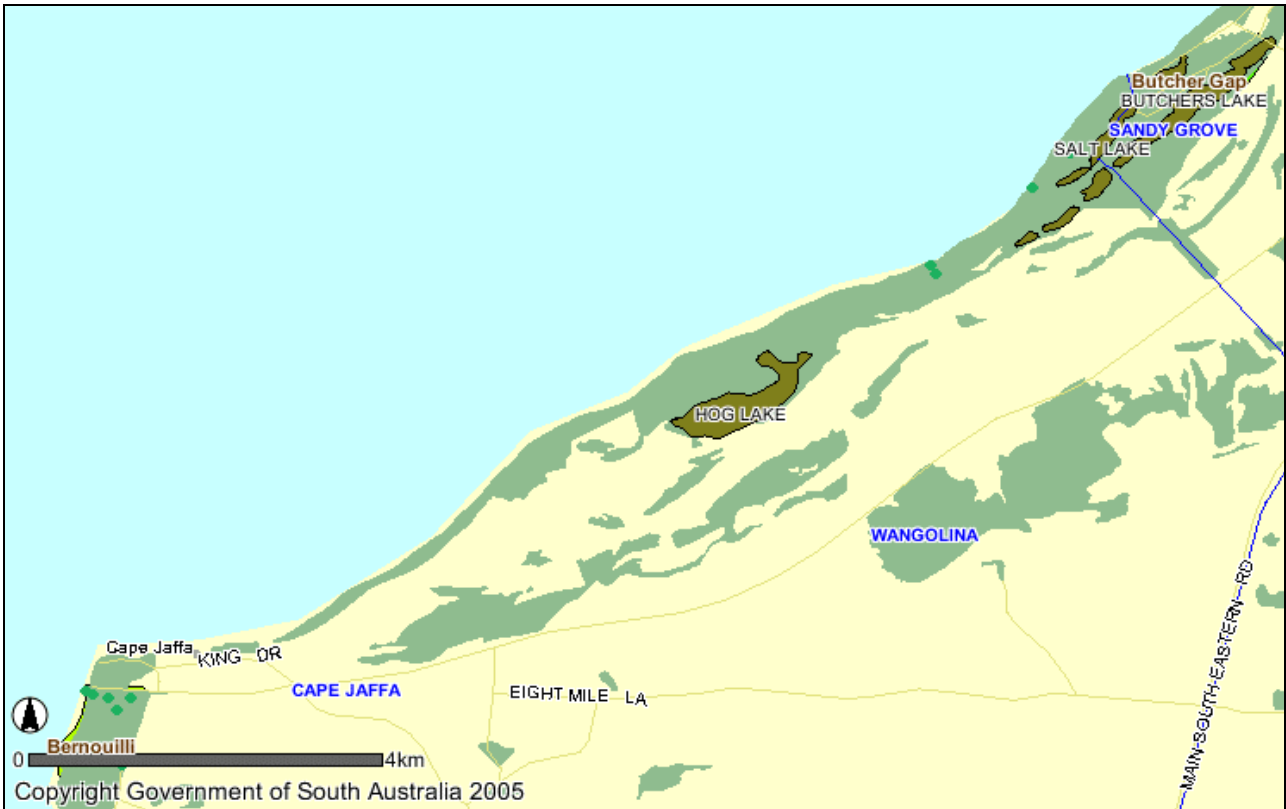 Butcher Gap
BUTCHERS LAKE
SANDY GROVE
SALT LAKE
HOG LAKE
WANGOLINA
MAIN-SOUTH-EASTERN-RD
Cape Jaffa
KING DR
CAPE JAFFA
EIGHT MILE LA
Bernouilli
0 4km
Copyright Government of South Australia 2005